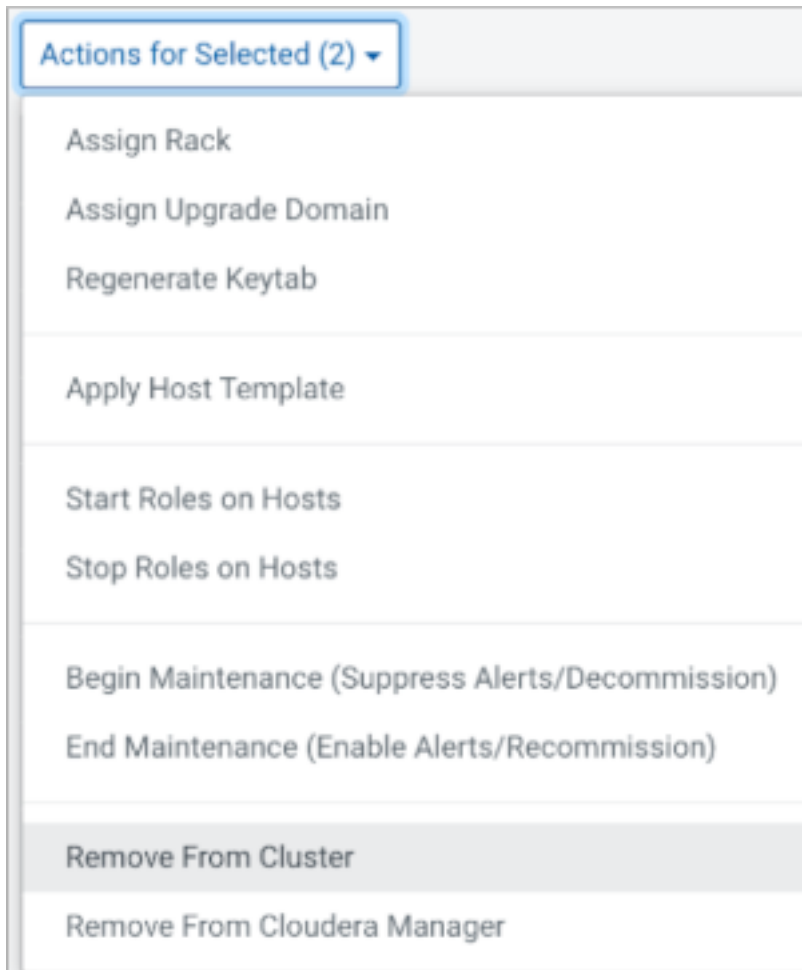 Actions for Selected (2)
Assign Rack
Assign Upgrade Domain
Regenerate Keytab
Apply Host Template
Start Roles on Hosts
Stop Roles on Hosts
Begin Maintenance (Suppress Alerts/Decommission)
End Maintenance (Enable Alerts/Recommission)
Remove From Cluster
Remove From Cloudera Manager